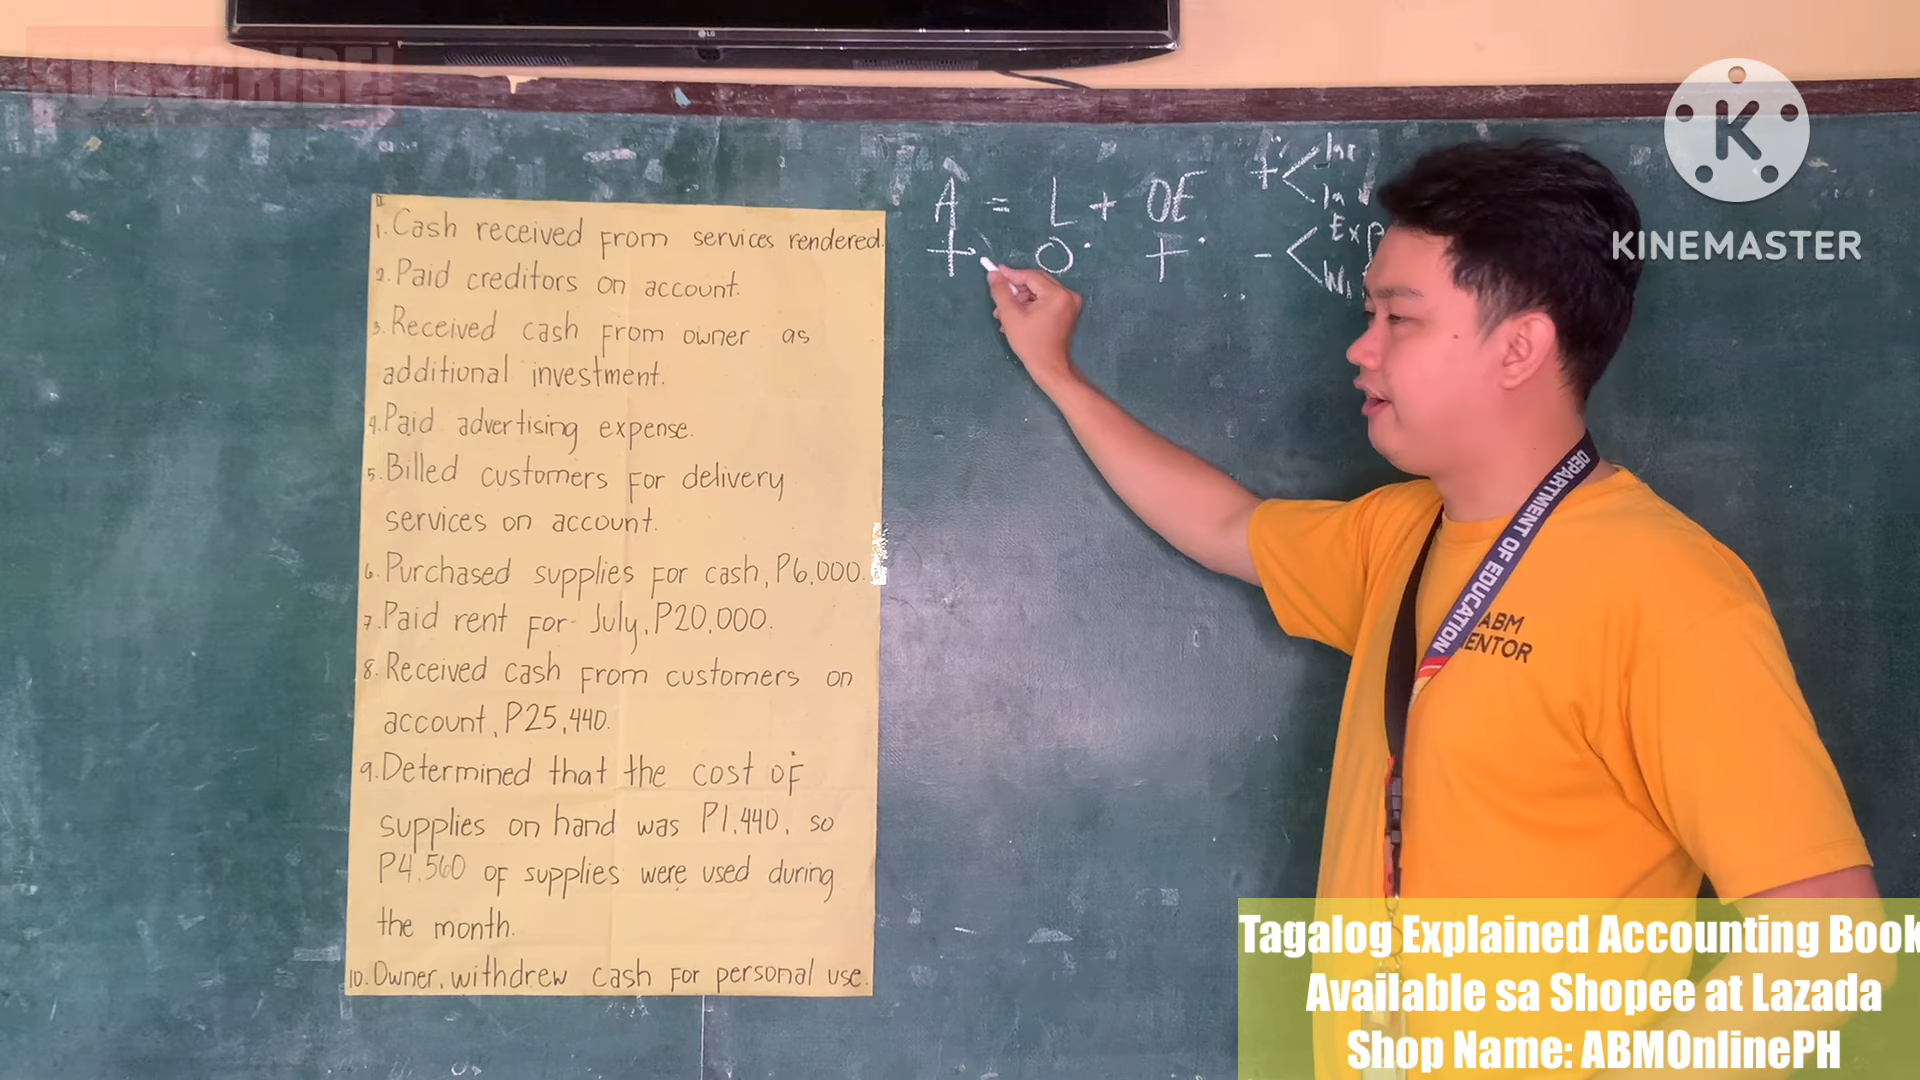 SUBSCRIBE!
LG
II.
1. Cash received from services rendered.
2. Paid creditors on account.
3. Received cash from owner as
additional investment.
4. Paid advertising expense.
5. Billed customers for delivery
services on account.
6. Purchased supplies for cash, P6,000.
7. Paid rent for July, P20,000.
8. Received cash from customers on
account, P25,440.
9. Determined that the cost of
supplies on hand was P1,440, so
P4,560 of supplies were used during
the month.
10. Owner, withdrew cash for personal use.
A = L + OE
+ O +
+ <
- < Exp
K
KINEMASTER
DEPARTMENT OF EDUCATION
ABM
Tagalog Explained Accounting Book
Available sa Shopee at Lazada
Shop Name: ABMOnlinePH